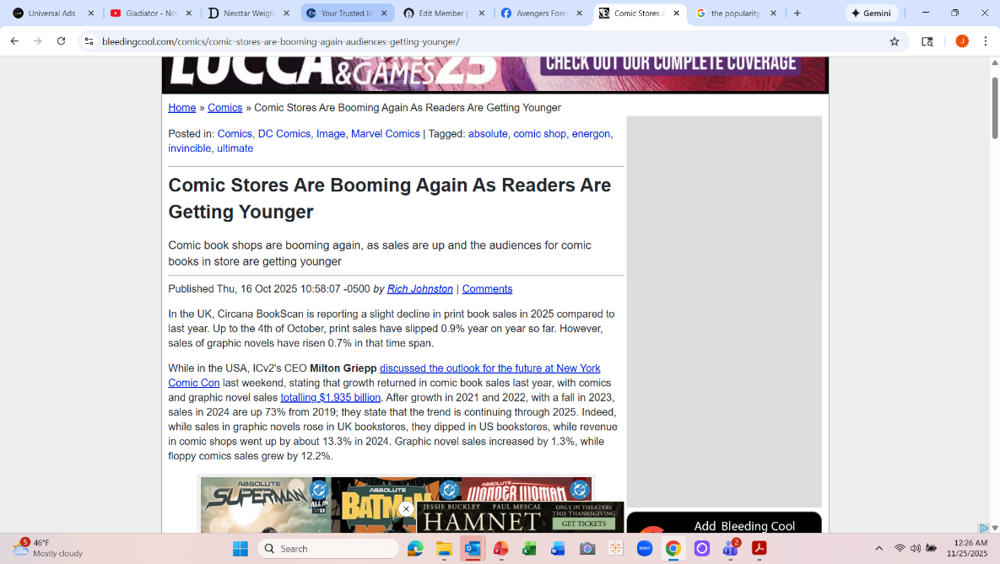 Universal Ads
Gladiator - No
Nexstar Weigh
Your Trusted M
Edit Member |
Avengers Fore
Comic Stores A
the popularity
Gemini
bleedingcool.com/comics/comic-stores-are-booming-again-audiences-getting-younger/
J
LUCCA &GAMES25
CHECK OUT OUR COMPLETE COVERAGE
Home » Comics » Comic Stores Are Booming Again As Readers Are Getting Younger
Posted in: Comics, DC Comics, Image, Marvel Comics | Tagged: absolute, comic shop, energon,
invincible, ultimate
Comic Stores Are Booming Again As Readers Are
Getting Younger
Comic book shops are booming again, as sales are up and the audiences for comic
books in store are getting younger
Published Thu, 16 Oct 2025 10:58:07 -0500 by Rich Johnston | Comments
In the UK, Circana BookScan is reporting a slight decline in print book sales in 2025 compared to
last year. Up to the 4th of October, print sales have slipped 0.9% year on year so far. However,
sales of graphic novels have risen 0.7% in that time span.
While in the USA, ICv2's CEO Milton Griepp discussed the outlook for the future at New York
Comic Con last weekend, stating that growth returned in comic book sales last year, with comics
and graphic novel sales totalling $1.935 billion. After growth in 2021 and 2022, with a fall in 2023,
sales in 2024 are up 73% from 2019; they state that the trend is continuing through 2025. Indeed,
while sales in graphic novels rose in UK bookstores, they dipped in US bookstores, while revenue
in comic shops went up by about 13.3% in 2024. Graphic novel sales increased by 1.3%, while
floppy comics sales grew by 12.2%.
ABSOLUTE
SUPERMAN
DC
ALL IN
ABSOLUTE
BATMAN
DC
ABSOLUTE
WONDER WOMAN
DC
JESSIE BUCKLEY PAUL MESCAL
HAMNET
ONLY IN THEATERS
THIS THANKSGIVING
GET TICKETS
Add Bleeding Cool
5
46°F
Mostly cloudy
Search
zoom
2
12:26 AM
11/25/2025